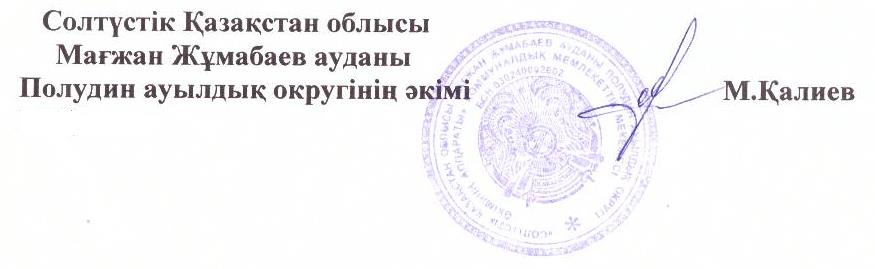 Солтүстік Қазақстан облысы
Мағжан Жұмабаев ауданы
Полудин ауылдық округінің әкімі М.Қалиев